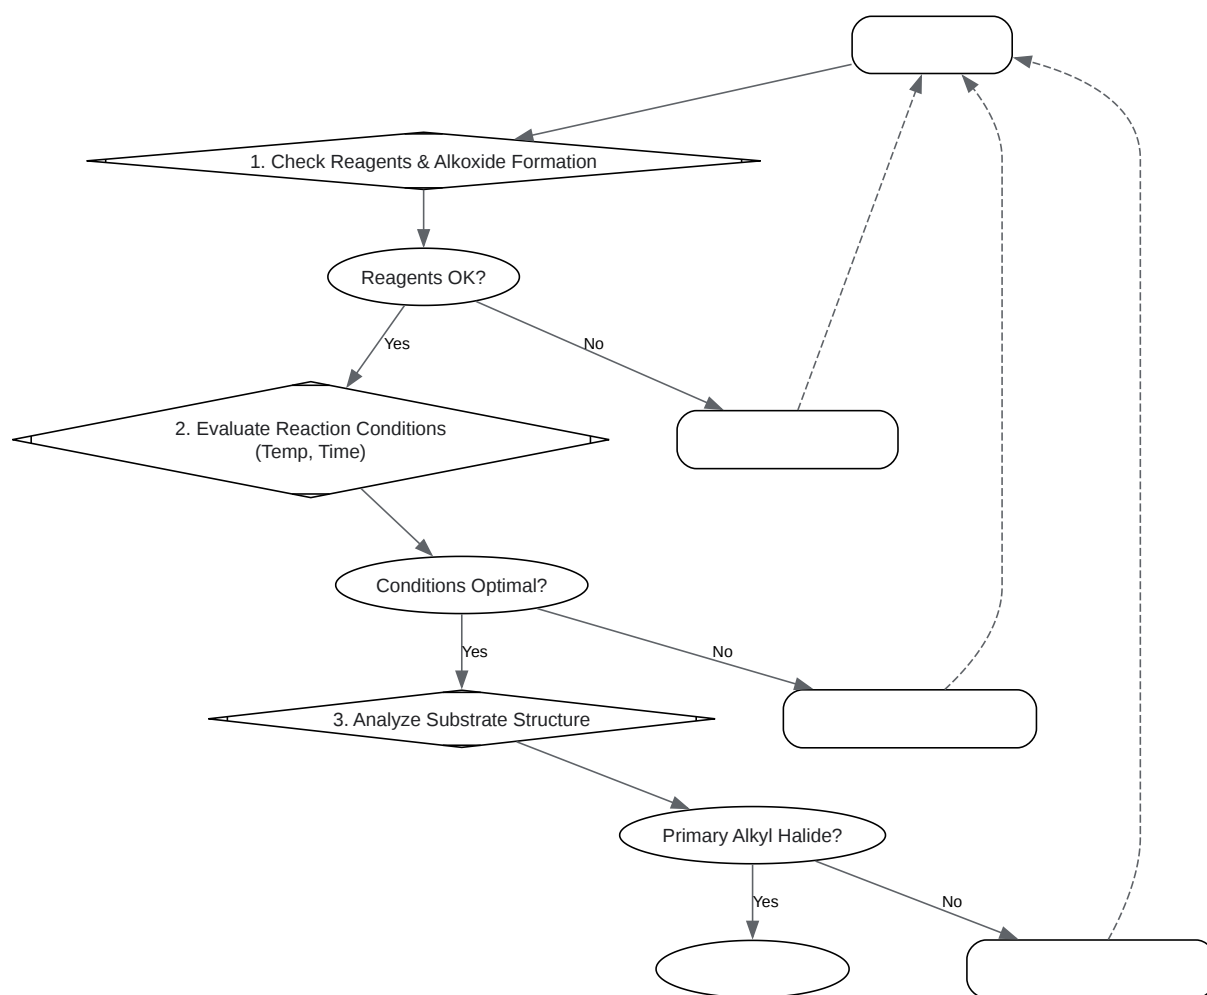 1. Check Reagents & Alkoxide Formation
Reagents OK?
Yes
No
2. Evaluate Reaction Conditions
(Temp, Time)
Conditions Optimal?
Yes
No
3. Analyze Substrate Structure
Primary Alkyl Halide?
Yes
No